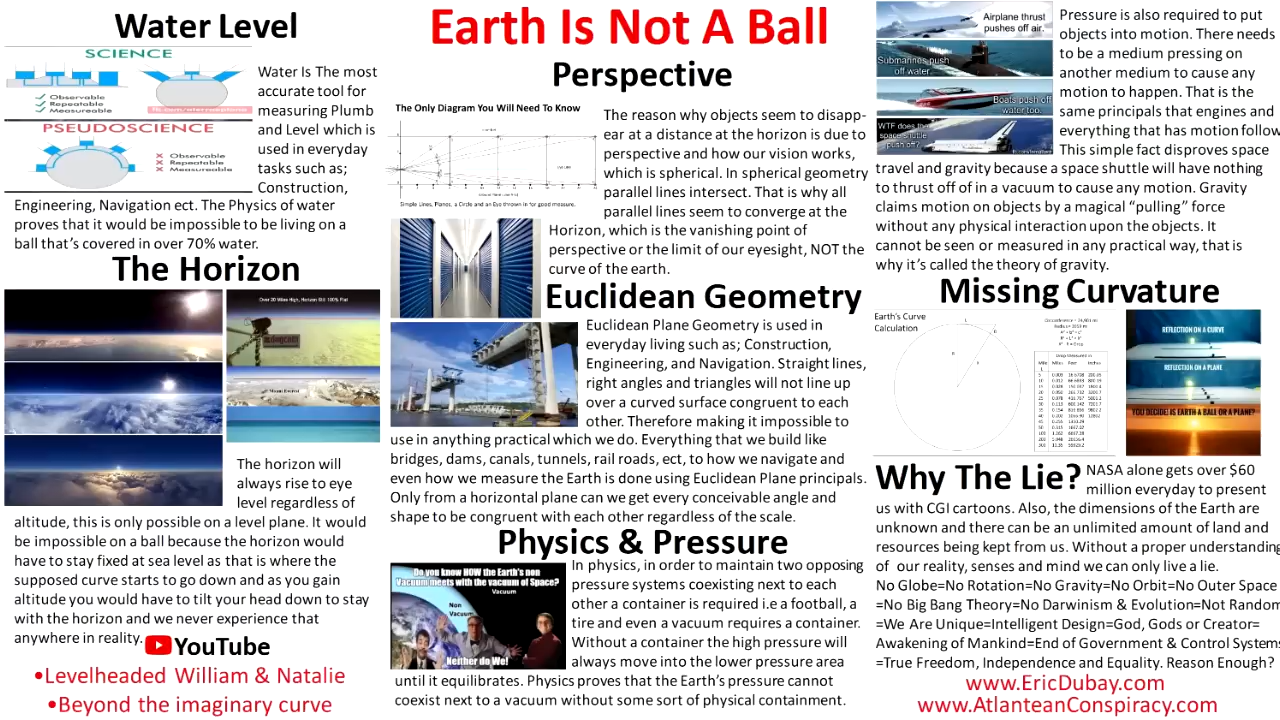 Earth Is Not A Ball
Water Level
SCIENCE
Observable
Repeatable
Measureable
PSEUDOSCIENCE
Observable
Repeatable
Measureable
Water Is The most
accurate tool for
measuring Plumb
and Level which is
used in everyday
tasks such as;
Construction,
Engineering, Navigation ect. The Physics of water
proves that it would be impossible to be living on a
ball that's covered in over 70% water.
The Horizon
Over 20 Miles High, Horizon Still 100% Flat
Mount Everest
The horizon will
always rise to eye
level regardless of
altitude, this is only possible on a level plane. It would
be impossible on a ball because the horizon would
have to stay fixed at sea level as that is where the
supposed curve starts to go down and as you gain
altitude you would have to tilt your head down to stay
with the horizon and we never experience that
anywhere in reality.
YouTube
•Levelheaded William & Natalie
•Beyond the imaginary curve
Perspective
The Only Diagram You Will Need To Know
Simple Lines, Planes, a Circle and an Eye thrown in for good measure.
The reason why objects seem to disapp-
ear at a distance at the horizon is due to
perspective and how our vision works,
which is spherical. In spherical geometry
parallel lines intersect. That is why all
parallel lines seem to converge at the
Horizon, which is the vanishing point of
perspective or the limit of our eyesight, NOT the
curve of the earth.
Euclidean Geometry
Euclidean Plane Geometry is used in
everyday living such as; Construction,
Engineering, and Navigation. Straight lines,
right angles and triangles will not line up
over a curved surface congruent to each
other.Therefore making it impossible to
use in anything practical which we do. Everything that we build like
bridges, dams, canals, tunnels, rail roads, ect, to how we navigate and
even how we measure the Earth is done using Euclidean Plane principals.
Only from a horizontal plane can we get every conceivable angle and
shape to be congruent with each other regardless of the scale.
Physics & Pressure
Do you know HOW the Earth's non
Vacuum meets with the vacuum of Space?
Vacuum
Non
Vacuum
Neither do We!
In physics, in order to maintain two opposing
pressure systems coexisting next to each
other a container is required i.e a football, a
tire and even a vacuum requires a container.
Without a container the high pressure will
always move into the lower pressure area
until it equilibrates. Physics proves that the Earth's pressure cannot
coexist next to a vacuum without some sort of physical containment.
Airplane thrust
pushes off air.
Submarines push
off water.
Boats push off
water too.
WTF does the
space shuttle
push off?
Pressure is also required to put
objects into motion. There needs
to be a medium pressing on
another medium to cause any
motion to happen. That is the
same principals that engines and
everything that has motion follow
This simple fact disproves space
travel and gravity because a space shuttle will have nothing
to thrust off of in a vacuum to cause any motion. Gravity
claims motion on objects by a magical “pulling” force
without any physical interaction upon the objects. It
cannot be seen or measured in any practical way, that is
why it's called the theory of gravity.
Missing Curvature
Earth's Curve
Calculation
REFLECTION ON A CURVE
REFLECTION ON A PLANE
YOU DECIDE! IS EARTH A BALL OR A PLANE?
Why The Lie?
NASA alone gets over $60
million everyday to present
us with CGI cartoons. Also, the dimensions of the Earth are
unknown and there can be an unlimited amount of land and
resources being kept from us. Without a proper understanding
of our reality, senses and mind we can only live a lie.
No Globe=No Rotation=No Gravity=No Orbit=No Outer Space
=No Big Bang Theory=No Darwinism & Evolution=Not Random
=We Are Unique=Intelligent Design=God, Gods or Creator=
Awakening of Mankind=End of Government & Control Systems
=True Freedom, Independence and Equality. Reason Enough?
www.EricDubay.com
www.AtlanteanConspiracy.com